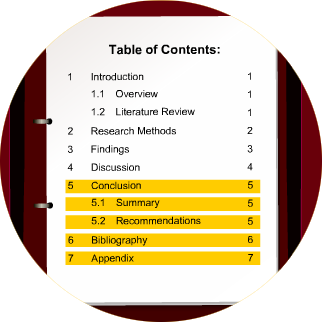 Table of Contents:
1 Introduction 1
1.1 Overview 1
1.2 Literature Review 1
2 Research Methods 2
3 Findings 3
4 Discussion 4
5 Conclusion 5
5.1 Summary 5
5.2 Recommendations 5
6 Bibliography 6
7 Appendix 7